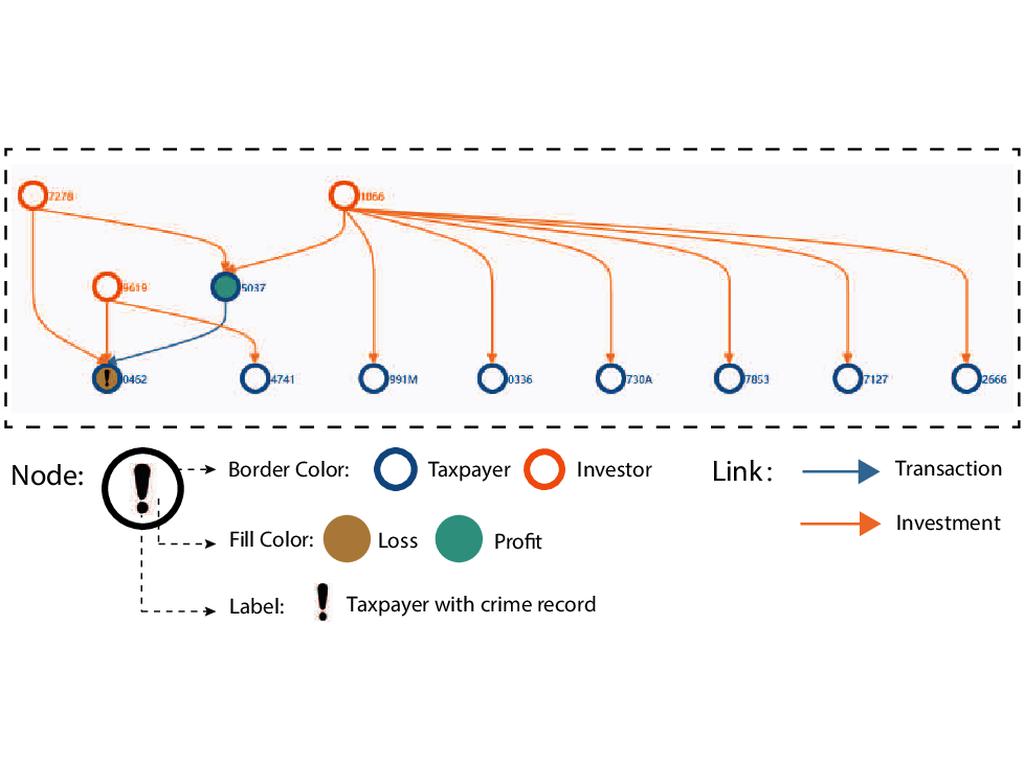 7278
1866
9619
5037
0462
4741
991M
0336
730A
7853
7127
2666
Node:
Border Color: Taxpayer Investor
Fill Color: Loss Profit
Label: ! Taxpayer with crime record
Link: Transaction
Investment